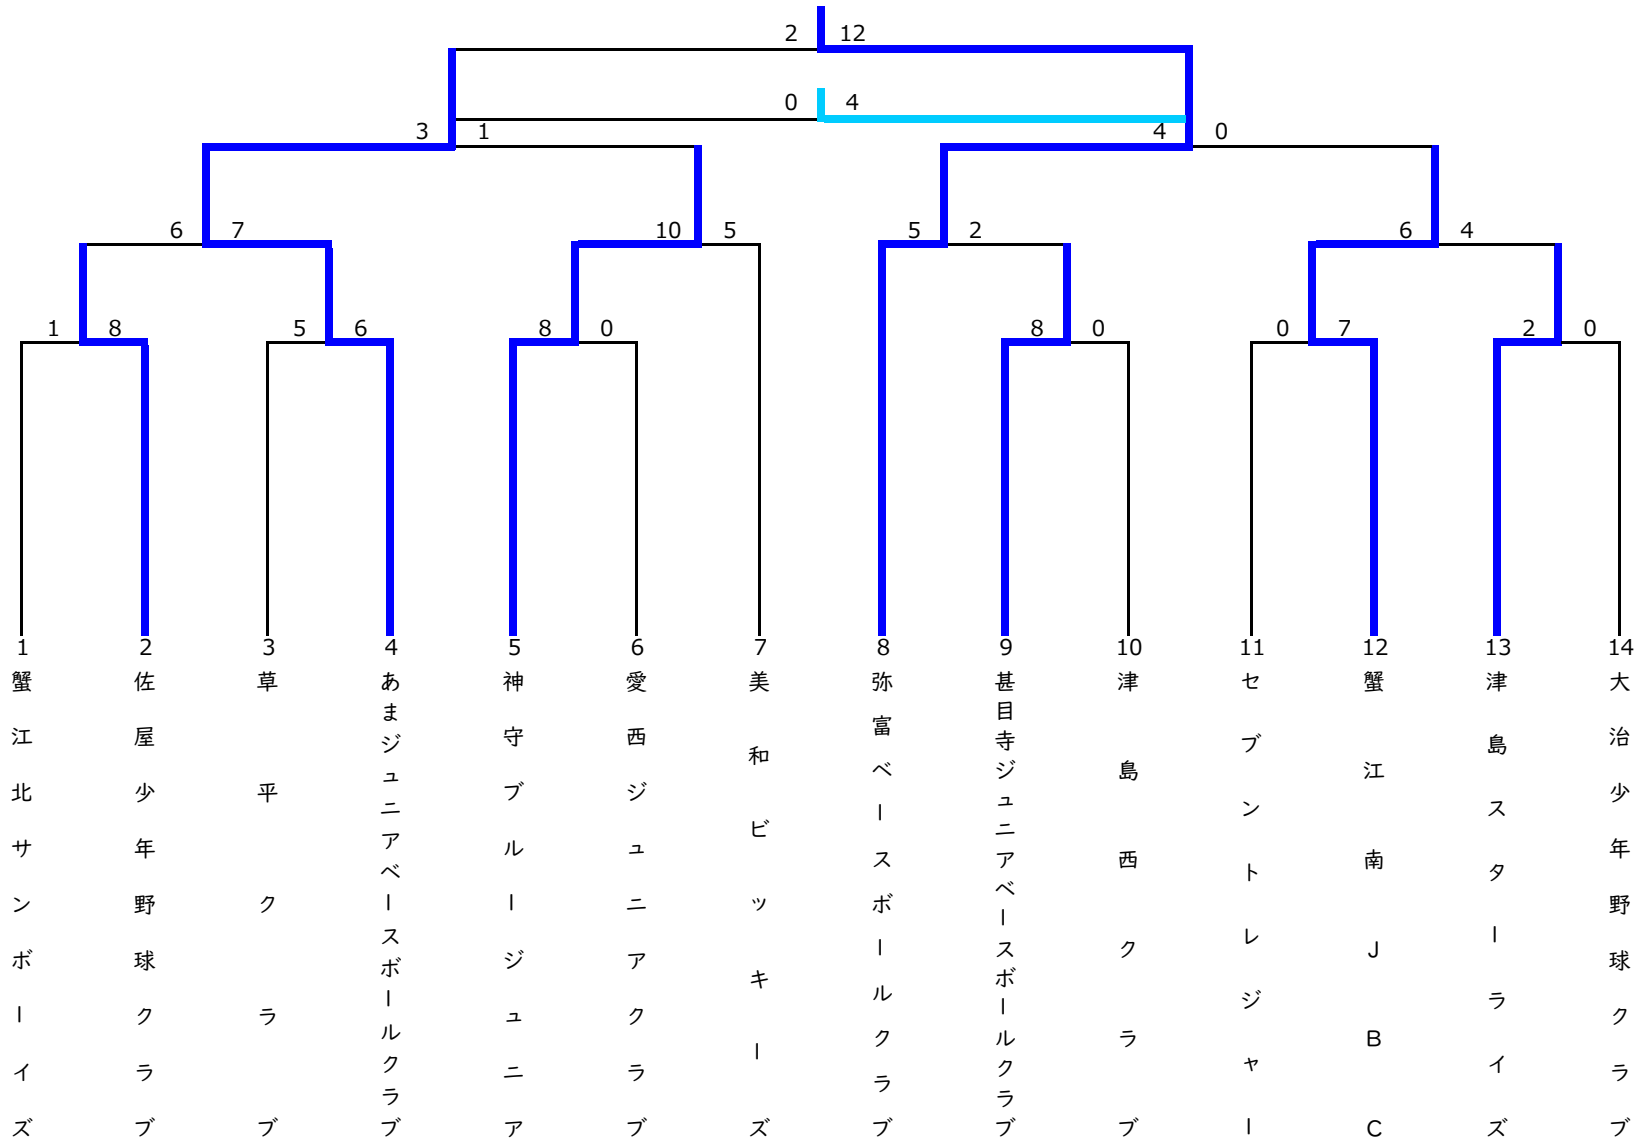 2 12
0 4
3 1 4 0
6 7 10 5 5 2 6 4
1 8 5 6 8 0 8 0 0 7 2 0
1 2 3 4 5 6 7 8 9 10 11 12 13 14
蟹江北サンボーイズ
佐屋少年野球クラブ
草平クラブ
あまジュニアベースボールクラブ
神守ブルージュニア
愛西ジュニアクラブ
美和ビッキーズ
弥富ベースボールクラブ
甚目寺ジュニアベースボールクラブ
津島西クラブ
セブントレジャー
蟹江南JBC
津島スターライズ
大治少年野球クラブ